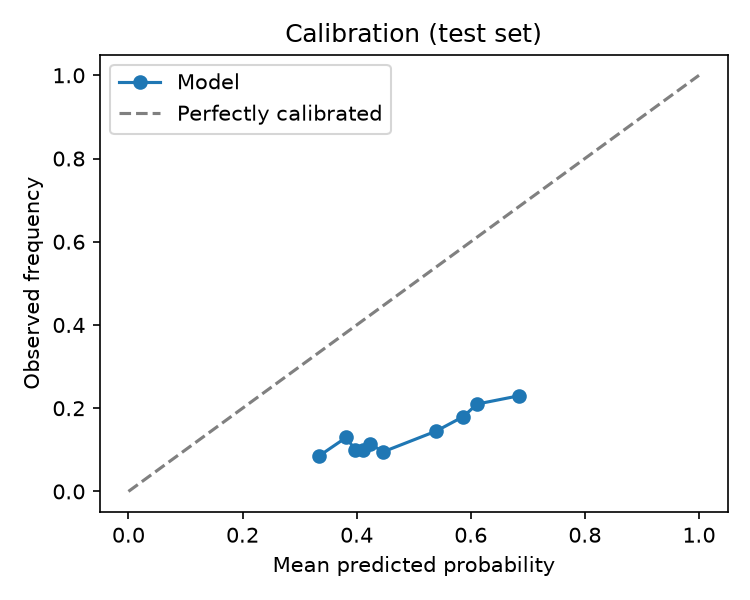 Calibration (test set)
Model
Perfectly calibrated
1.0
0.8
0.6
0.4
0.2
0.0
Observed frequency
0.0 0.2 0.4 0.6 0.8 1.0
Mean predicted probability